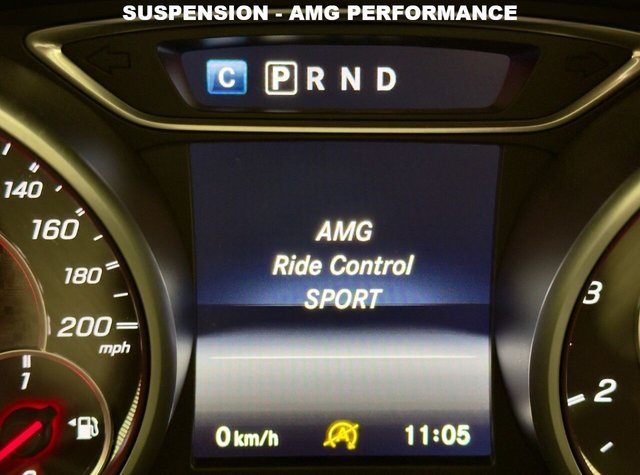 SUSPENSION - AMG PERFORMANCE
C P R N D
AMG
Ride Control
SPORT
140
160
180
200
mph
1
0 km/h A 11:05
3
2